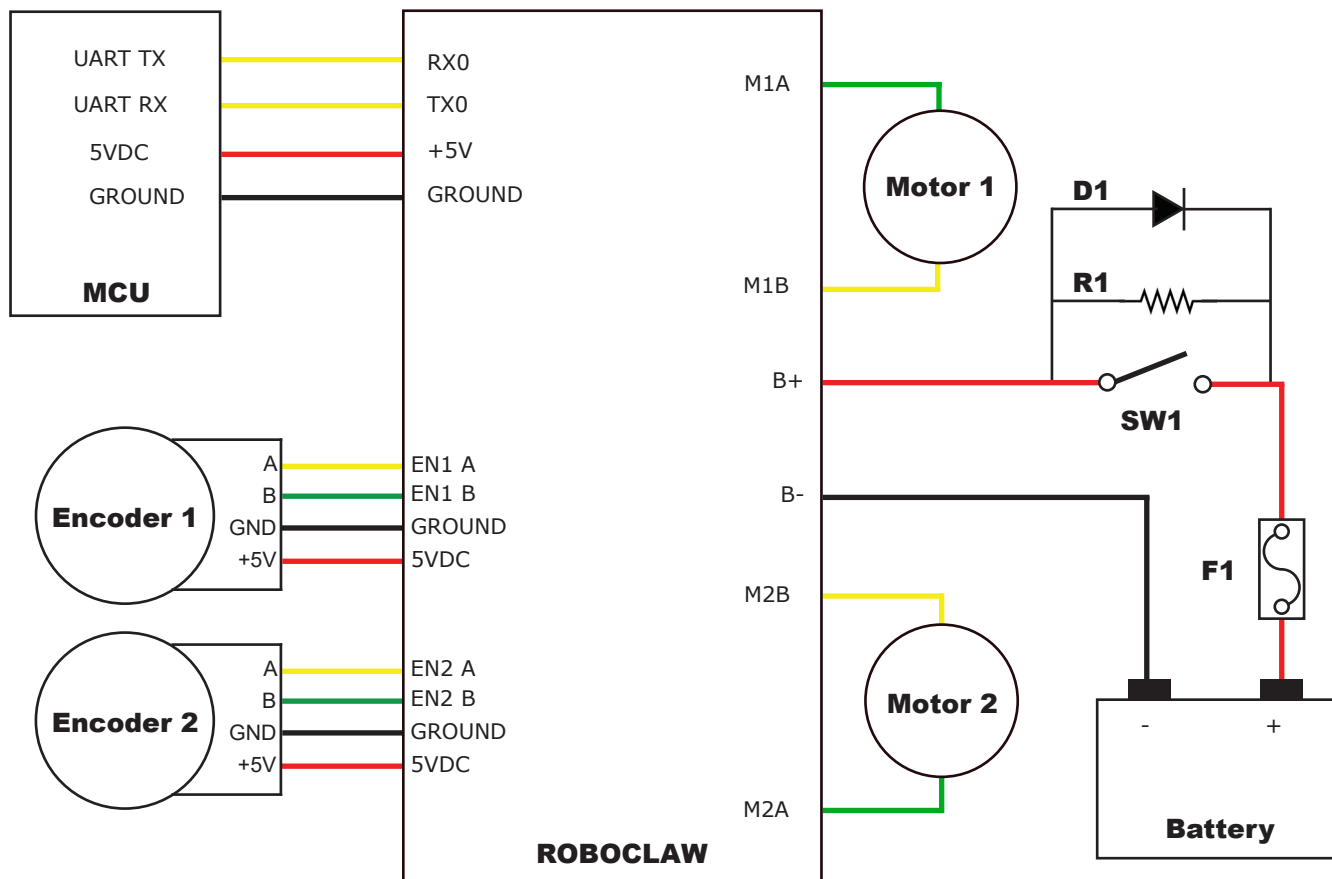 UART TX
UART RX
5VDC
GROUND
MCU
RX0
TX0
+5V
GROUND
M1A
Motor 1
M1B
D1
R1
B+
SW1
B-
F1
A
B
GND
+5V
Encoder 1
EN1 A
EN1 B
GROUND
5VDC
A
B
GND
+5V
Encoder 2
EN2 A
EN2 B
GROUND
5VDC
M2B
Motor 2
M2A
- +
Battery
ROBOCLAW